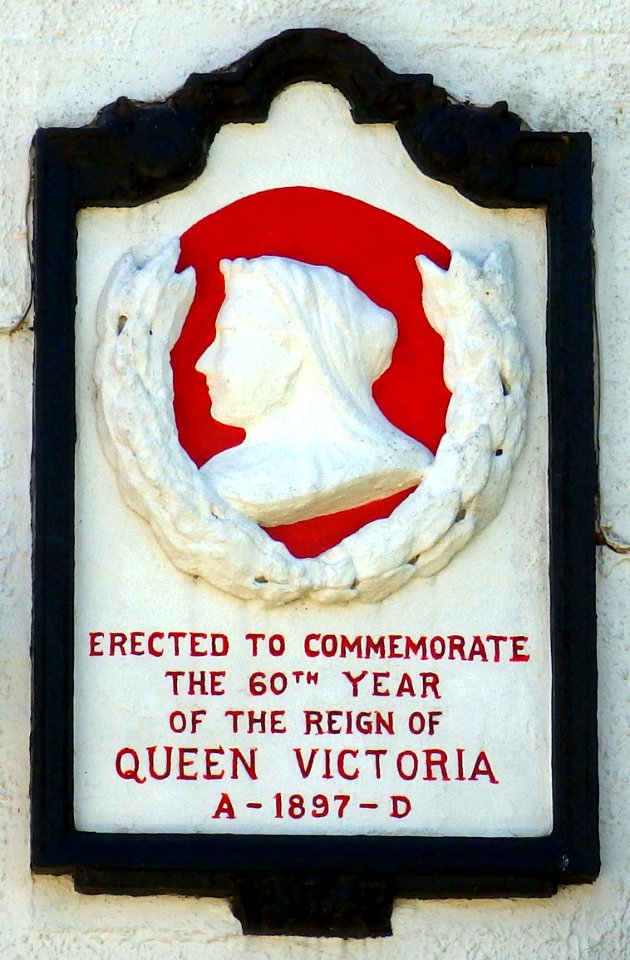 ERECTED TO COMMEMORATE
THE 60TH YEAR
OF THE REIGN OF
QUEEN VICTORIA
A-1897-D